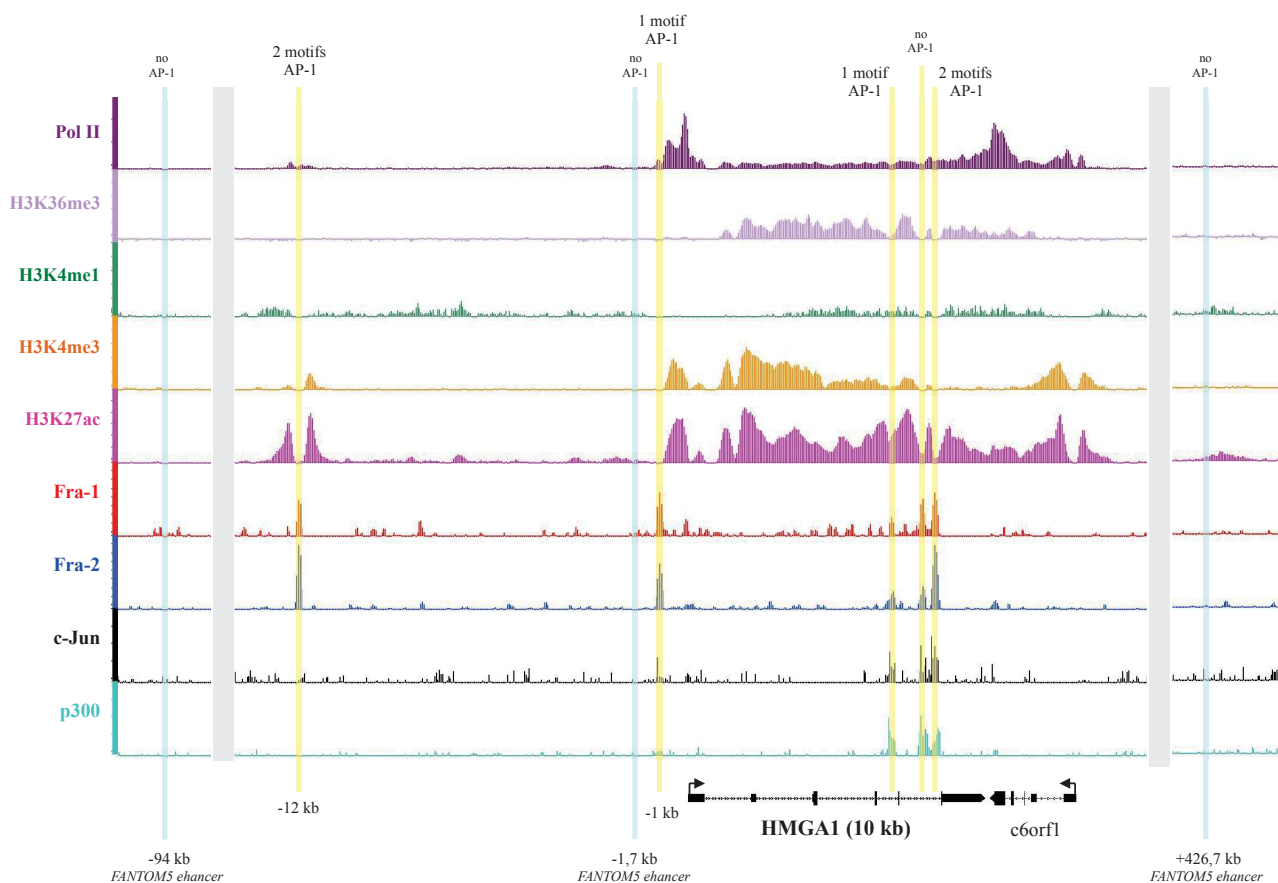 1 motif
AP-1
no
AP-1
2 motifs
AP-1
no
AP-1
no
AP-1
1 motif
AP-1
2 motifs
AP-1
no
AP-1
Pol II
H3K36me3
H3K4me1
H3K4me3
H3K27ac
Fra-1
Fra-2
c-Jun
p300
-12 kb
-1 kb
HMGA1 (10 kb)
c6orf1
-94 kb
FANTOM5 ehancer
-1,7 kb
FANTOM5 ehancer
+426,7 kb
FANTOM5 ehancer